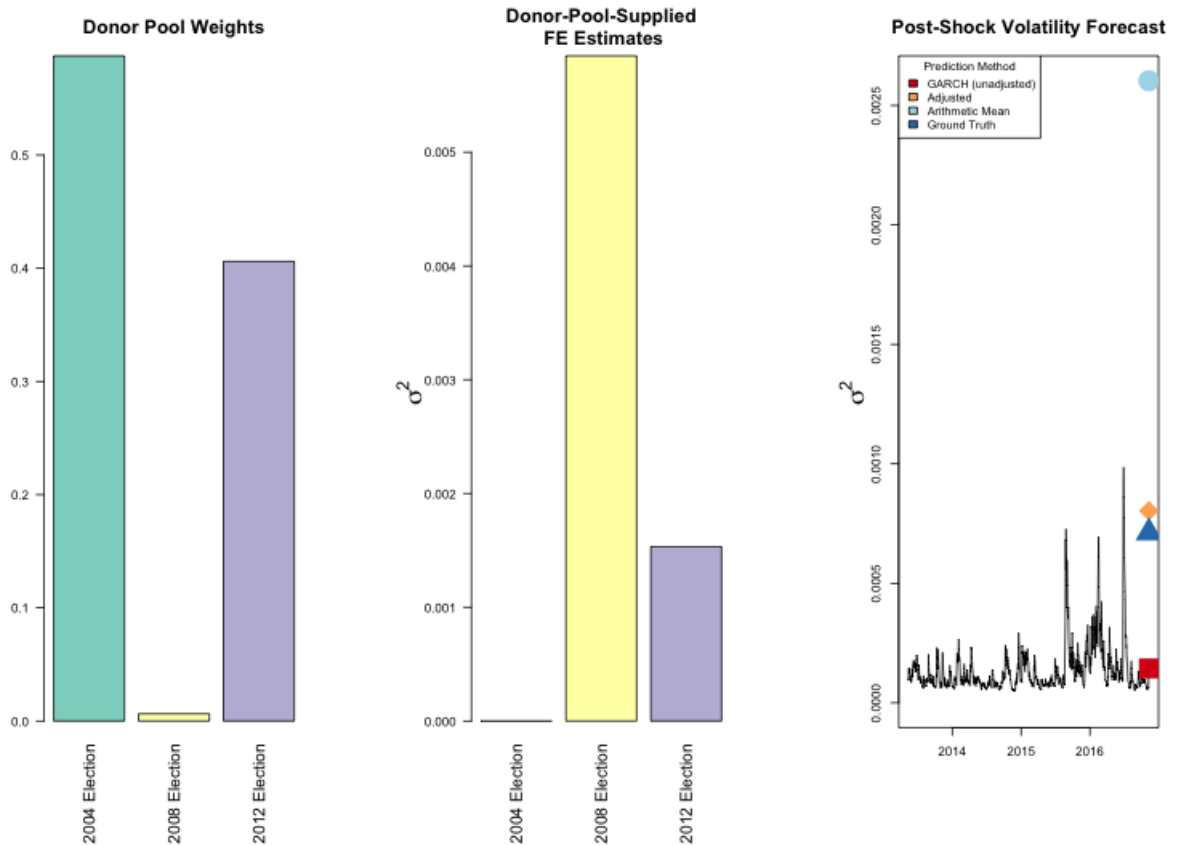 Donor Pool Weights
0.5
0.4
0.3
0.2
0.1
0.0
2004 Election
2008 Election
2012 Election
Donor-Pool-Supplied
FE Estimates
σ²
0.005
0.004
0.003
0.002
0.001
0.000
2004 Election
2008 Election
2012 Election
Post-Shock Volatility Forecast
Prediction Method
GARCH (unadjusted)
Adjusted
Arithmetic Mean
Ground Truth
σ²
0.0025
0.0020
0.0015
0.0010
0.0005
0.0000
2014
2015
2016